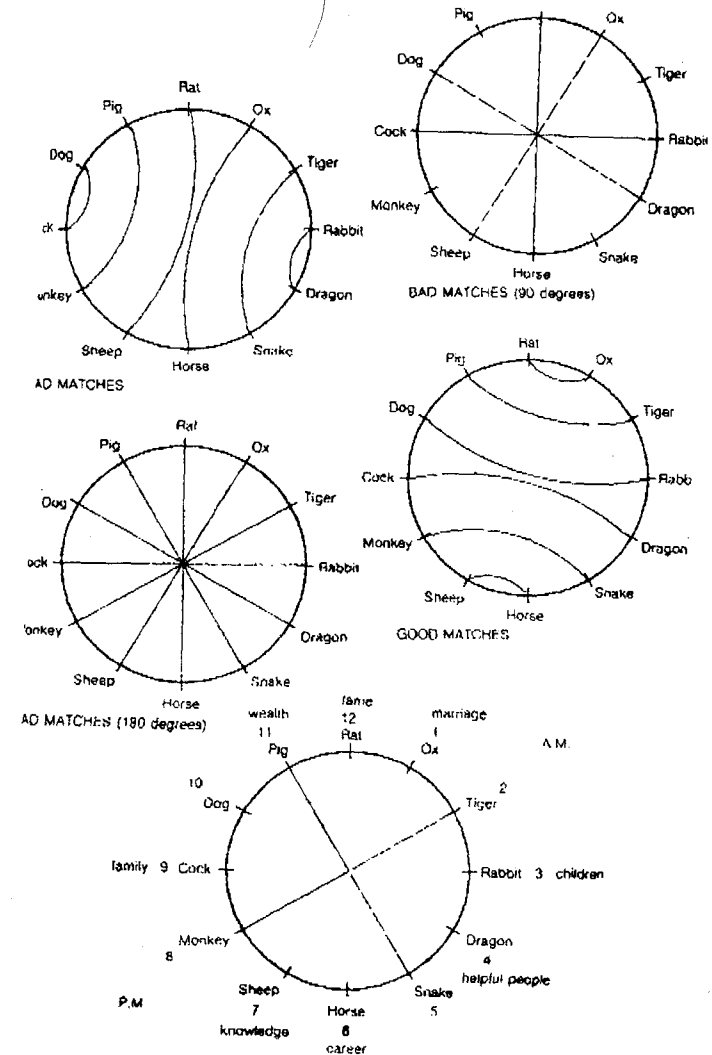 Pig
Ox
Dog
Tiger
Cock
Rabbit
Monkey
Dragon
Sheep
Snake
Horse
BAD MATCHES (90 degrees)
Rat
Pig
Ox
Dog
Tiger
ck
Rabbit
onkey
Dragon
Sheep
Snake
Horse
AD MATCHES
Rat
Pig
Ox
Dog
Tiger
Cock
Rabb
Monkey
Dragon
Sheep
Snake
Horse
GOOD MATCHES
Rat
Pig
Ox
Dog
Tiger
ock
Rabbit
onkey
Dragon
Sheep
Snake
Horse
AD MATCHES (180 degrees)
wealth fame marriage
11 12 1
Pig Rat Ox
A.M.
10 2
Dog Tiger
family 9 Cock Rabbit 3 children
Monkey Dragon
8 4
helpful people
P.M Sheep Snake
7 Horse 5
knowledge 6
career